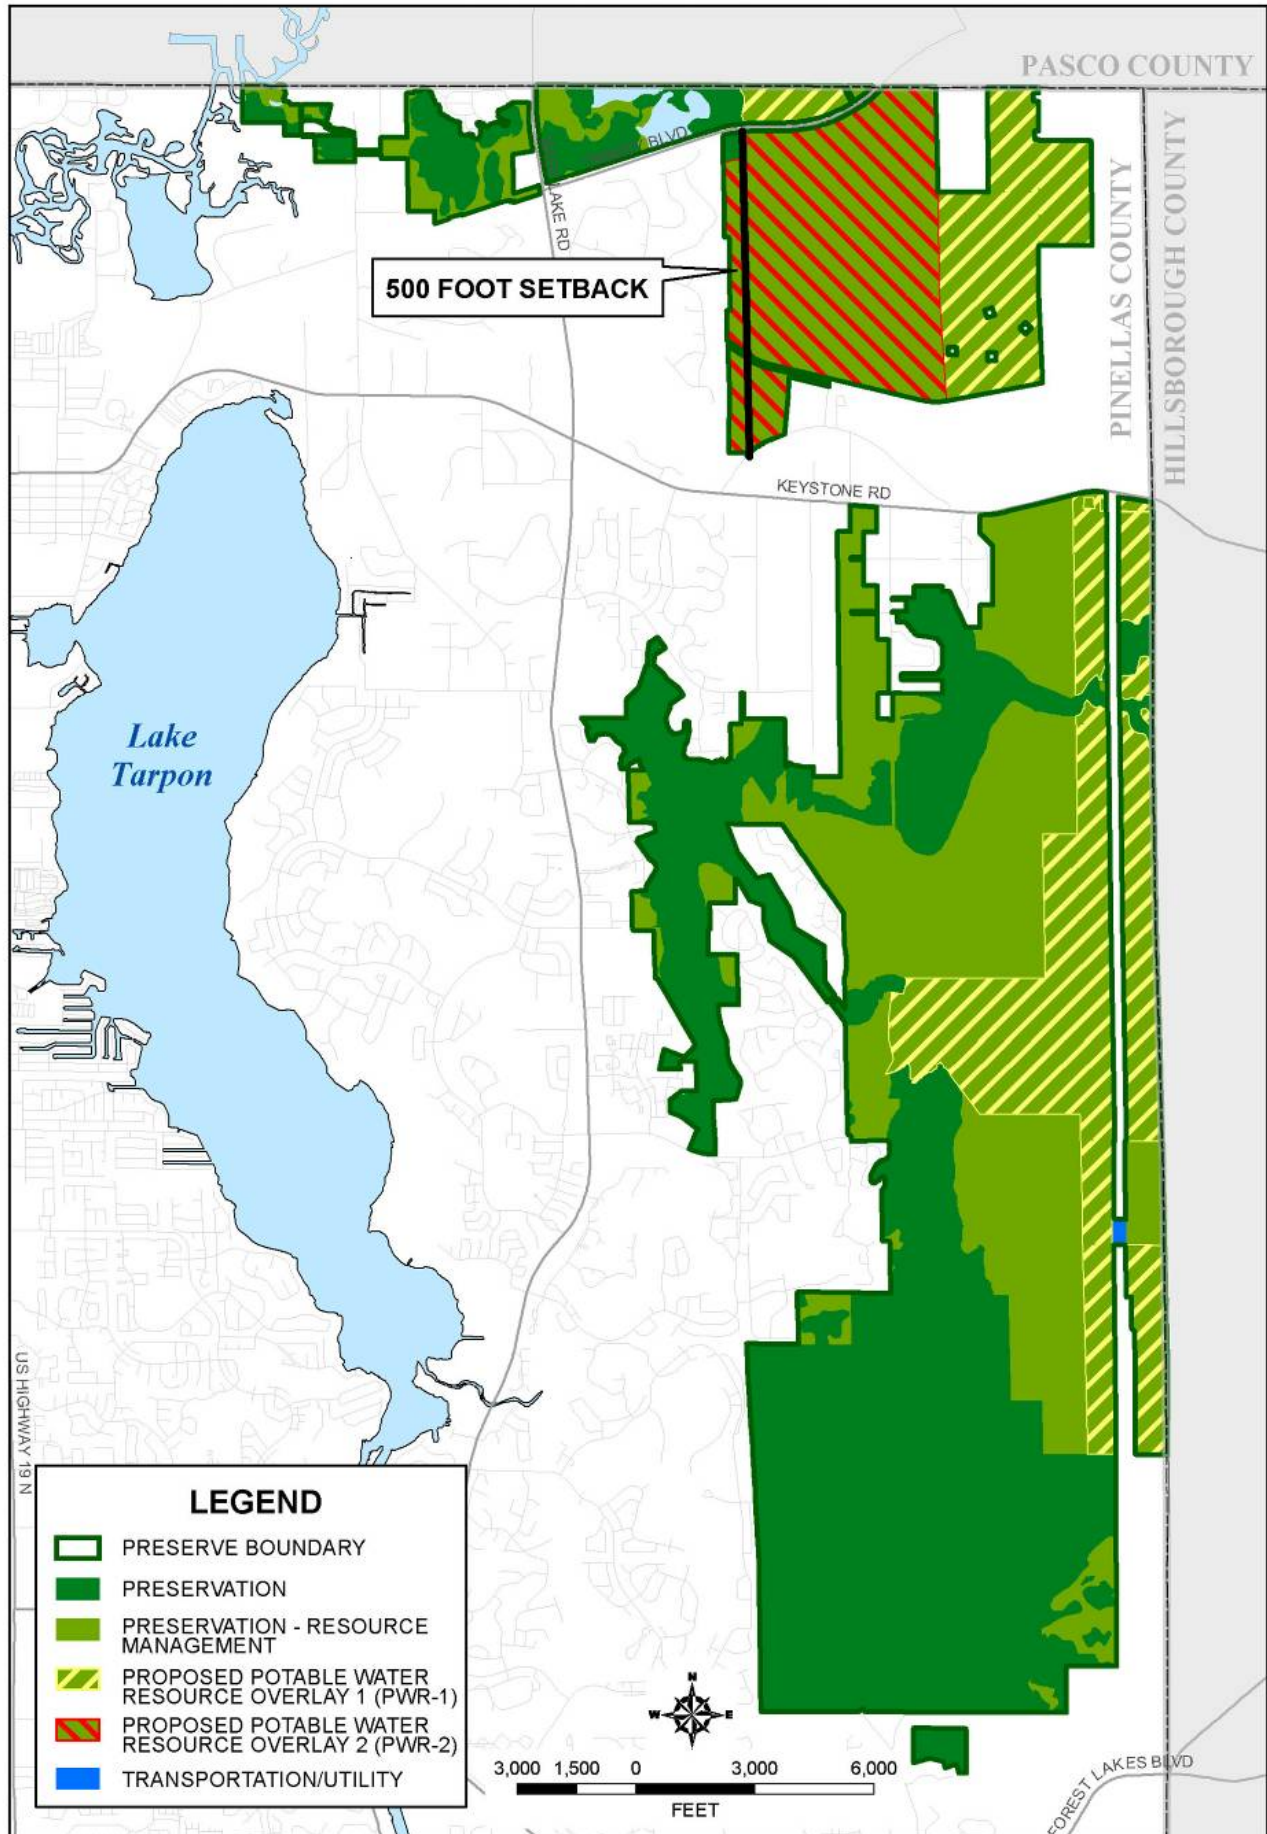 PASCO COUNTY
PINELLAS COUNTY
HILLSBOROUGH COUNTY
BLVD
LAKE RD
500 FOOT SETBACK
KEYSTONE RD
Lake
Tarpon
US HIGHWAY 19 N
LEGEND
PRESERVE BOUNDARY
PRESERVATION
PRESERVATION - RESOURCE
MANAGEMENT
PROPOSED POTABLE WATER
RESOURCE OVERLAY 1 (PWR-1)
PROPOSED POTABLE WATER
RESOURCE OVERLAY 2 (PWR-2)
TRANSPORTATION/UTILITY
N
W E
S
3,000 1,500 0 3,000 6,000
FEET
FOREST LAKES BLVD